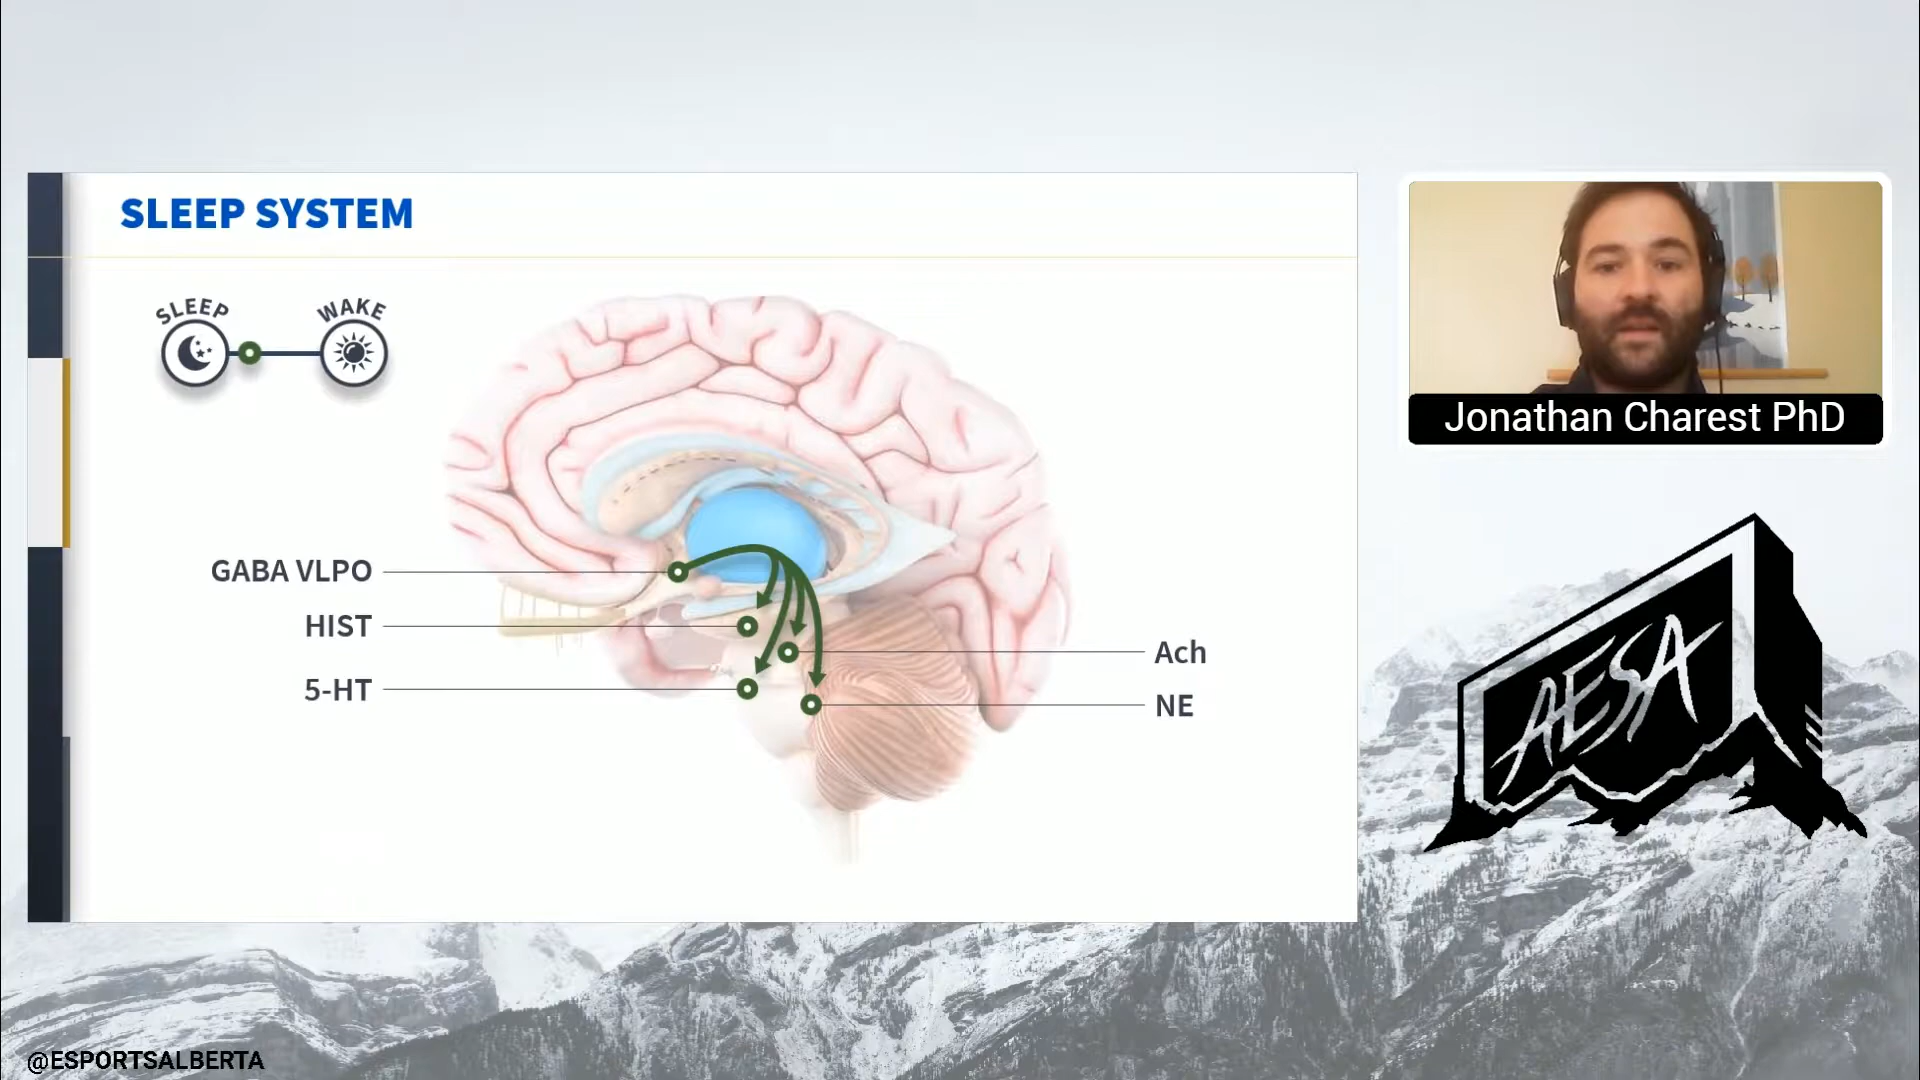 SLEEP SYSTEM
SLEEP
WAKE
GABA VLPO
HIST
5-HT
Ach
NE
Jonathan Charest PhD
AESA
@ESPORTSALBERTA